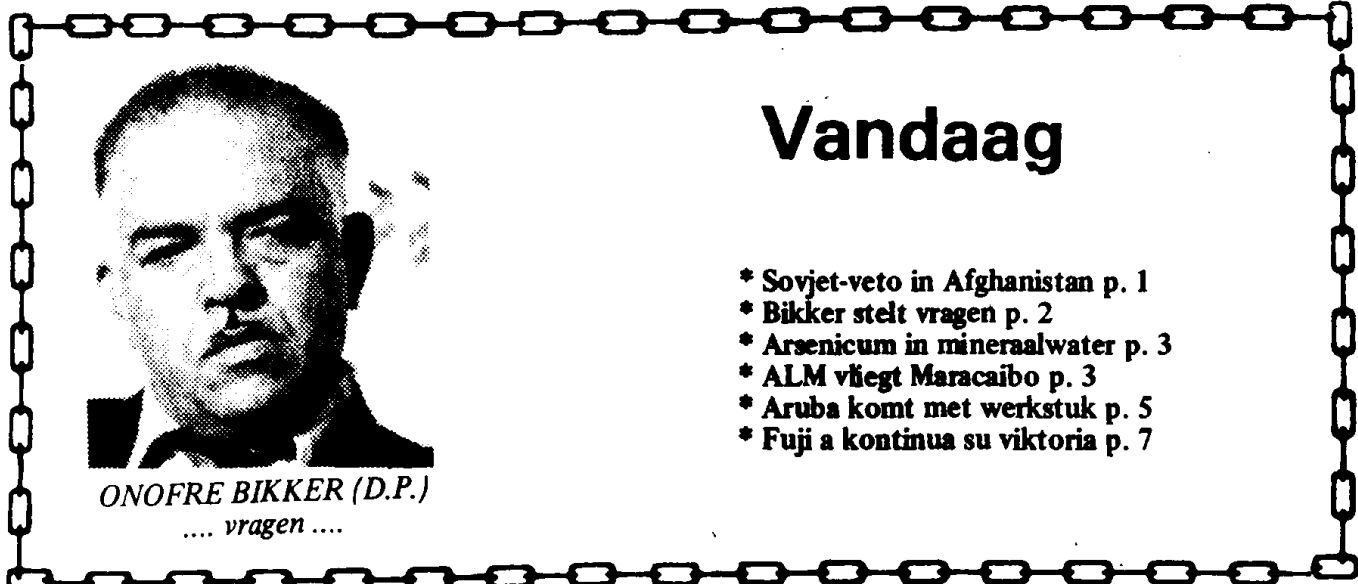 Vandaag
* Sovjet-veto in Afghanistan p. 1
* Bikker stelt vragen p. 2
* Arsenicum in mineraalwater p. 3
* ALM vliegt Maracaibo p. 3
* Aruba komt met werkstuk p. 5
* Fuji a kontinua su viktoria p. 7
ONOFRE BIKKER (D.P.)
.... vragen ....